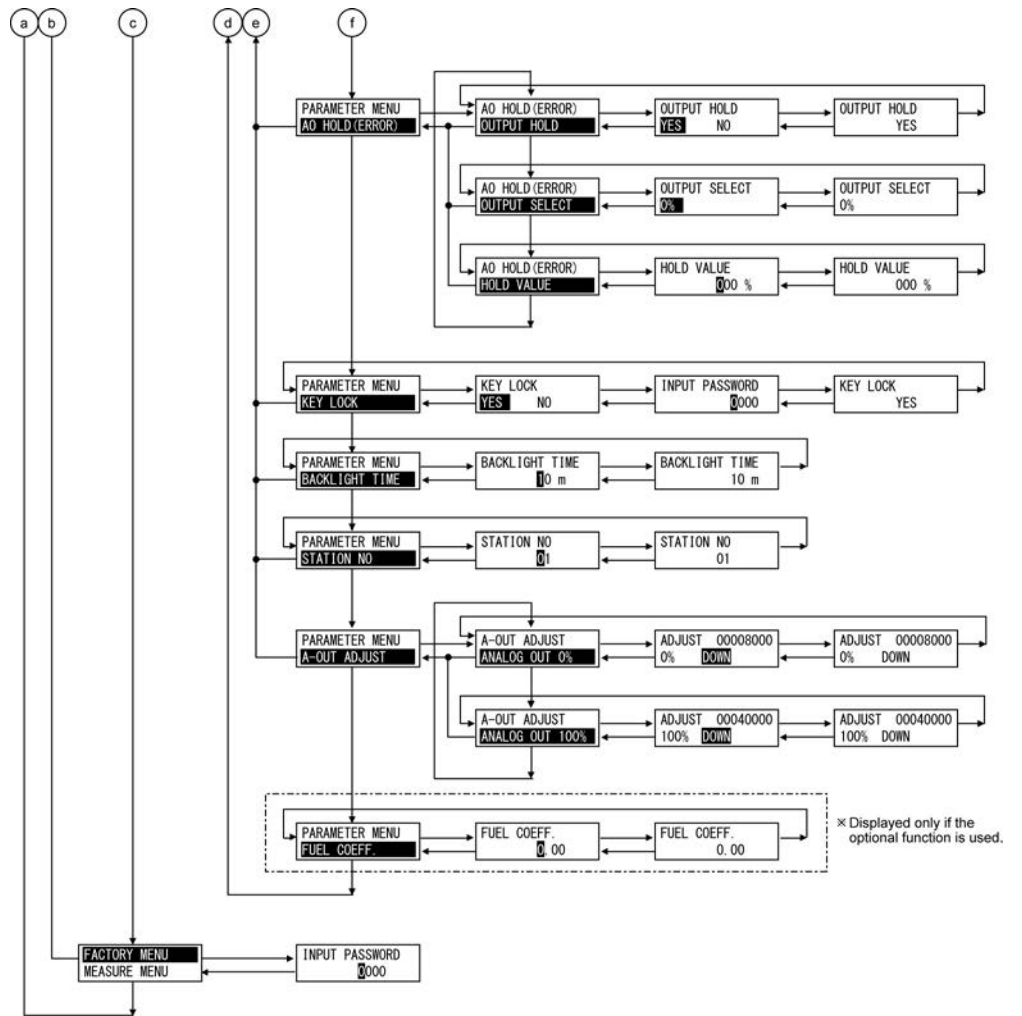 a b c d e f
PARAMETER MENU
AO HOLD(ERROR)
AO HOLD(ERROR)
OUTPUT HOLD
OUTPUT HOLD
YES NO
OUTPUT HOLD
YES
AO HOLD(ERROR)
OUTPUT SELECT
OUTPUT SELECT
0%
OUTPUT SELECT
0%
AO HOLD(ERROR)
HOLD VALUE
HOLD VALUE
000 %
HOLD VALUE
000 %
PARAMETER MENU
KEY LOCK
KEY LOCK
YES NO
INPUT PASSWORD
0000
KEY LOCK
YES
PARAMETER MENU
BACKLIGHT TIME
BACKLIGHT TIME
10 m
BACKLIGHT TIME
10 m
PARAMETER MENU
STATION NO
STATION NO
01
STATION NO
01
PARAMETER MENU
A-OUT ADJUST
A-OUT ADJUST
ANALOG OUT 0%
ADJUST 00008000
0% DOWN
ADJUST 00008000
0% DOWN
A-OUT ADJUST
ANALOG OUT 100%
ADJUST 00040000
100% DOWN
ADJUST 00040000
100% DOWN
PARAMETER MENU
FUEL COEFF.
FUEL COEFF.
0.00
FUEL COEFF.
0.00
※ Displayed only if the
optional function is used.
FACTORY MENU
MEASURE MENU
INPUT PASSWORD
0000